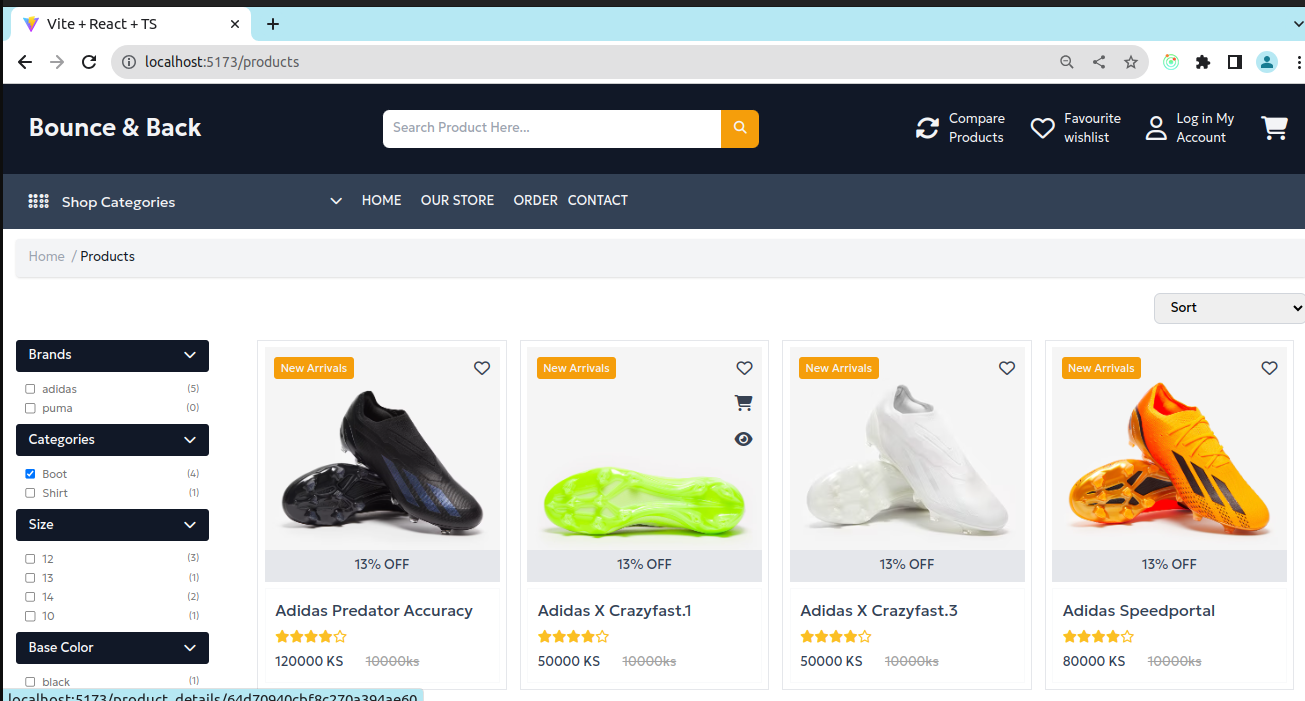 Vite + React + TS
localhost:5173/products
Bounce & Back
Search Product Here...
Compare
Products
Favourite
wishlist
Log in My
Account
Shop Categories
HOME OUR STORE ORDER CONTACT
Home / Products
Sort
Brands
adidas (5)
puma (0)
Categories
Boot (4)
Shirt (1)
Size
12 (3)
13 (1)
14 (2)
10 (1)
Base Color
black (1)
New Arrivals
13% OFF
Adidas Predator Accuracy
120000 KS 10000ks
New Arrivals
13% OFF
Adidas X Crazyfast.1
50000 KS 10000ks
New Arrivals
13% OFF
Adidas X Crazyfast.3
50000 KS 10000ks
New Arrivals
13% OFF
Adidas Speedportal
80000 KS 10000ks
localhost:5173/product_details/64d70940cbf8c270a394ae60